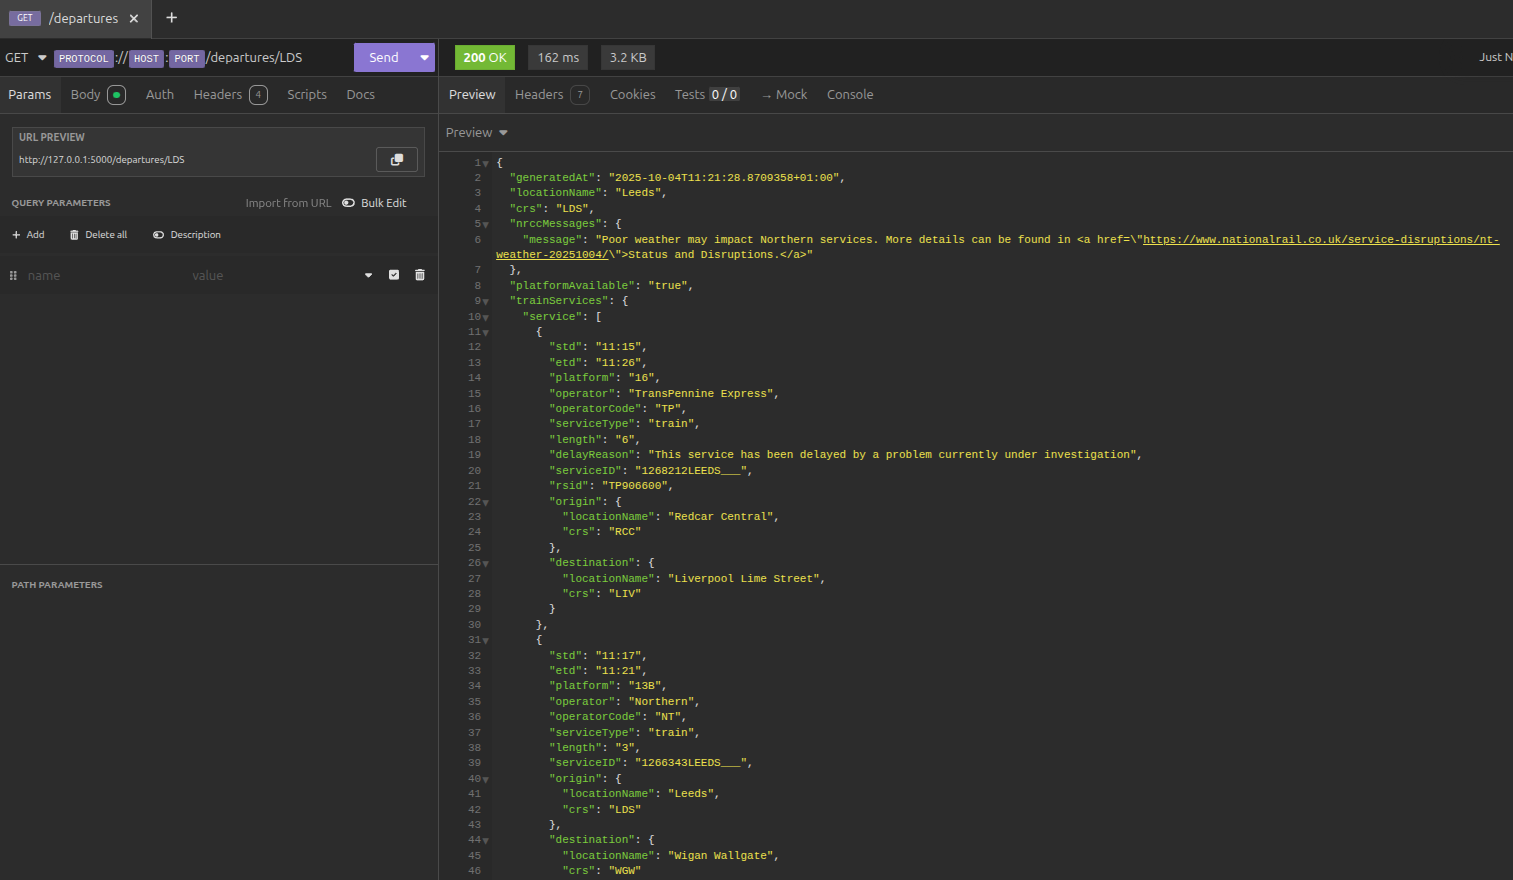 GET /departures
GET PROTOCOL :// HOST : PORT /departures/LDS Send
200 OK 162 ms 3.2 KB Just N
Params Body Auth Headers 4 Scripts Docs
Preview Headers 7 Cookies Tests 0 / 0 → Mock Console
URL PREVIEW
http://127.0.0.1:5000/departures/LDS
QUERY PARAMETERS Import from URL Bulk Edit
+ Add Delete all Description
name value
PATH PARAMETERS
Preview
1 {
2 "generatedAt": "2025-10-04T11:21:28.8709358+01:00",
3 "locationName": "Leeds",
4 "crs": "LDS",
5 "nrccMessages": {
6 "message": "Poor weather may impact Northern services. More details can be found in <a href=\"https://www.nationalrail.co.uk/service-disruptions/nt-
weather-20251004/\">Status and Disruptions.</a>"
7 },
8 "platformAvailable": "true",
9 "trainServices": {
10 "service": [
11 {
12 "std": "11:15",
13 "etd": "11:26",
14 "platform": "16",
15 "operator": "TransPennine Express",
16 "operatorCode": "TP",
17 "serviceType": "train",
18 "length": "6",
19 "delayReason": "This service has been delayed by a problem currently under investigation",
20 "serviceID": "1268212LEEDS___",
21 "rsid": "TP906600",
22 "origin": {
23 "locationName": "Redcar Central",
24 "crs": "RCC"
25 },
26 "destination": {
27 "locationName": "Liverpool Lime Street",
28 "crs": "LIV"
29 }
30 },
31 {
32 "std": "11:17",
33 "etd": "11:21",
34 "platform": "13B",
35 "operator": "Northern",
36 "operatorCode": "NT",
37 "serviceType": "train",
38 "length": "3",
39 "serviceID": "1266343LEEDS___",
40 "origin": {
41 "locationName": "Leeds",
42 "crs": "LDS"
43 },
44 "destination": {
45 "locationName": "Wigan Wallgate",
46 "crs": "WGW"